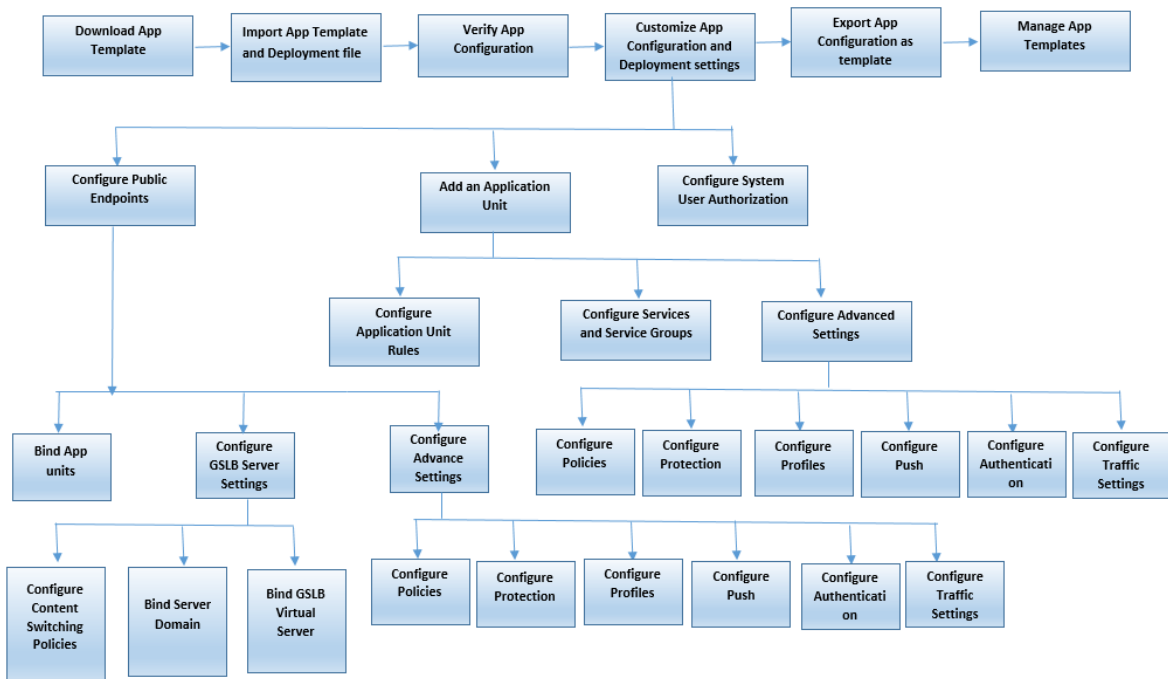 Download App
Template
Import App Template
and Deployment file
Verify App
Configuration
Customize App
Configuration and
Deployment settings
Export App
Configuration as
template
Manage App
Templates
Configure Public
Endpoints
Add an Application
Unit
Configure System
User Authorization
Configure
Application Unit
Rules
Configure Services
and Service Groups
Configure Advanced
Settings
Bind App
units
Configure
GSLB Server
Settings
Configure
Advance
Settings
Configure
Policies
Configure
Protection
Configure
Profiles
Configure
Push
Configure
Authenticati
on
Configure
Traffic
Settings
Configure
Content
Switching
Policies
Bind Server
Domain
Bind GSLB
Virtual
Server
Configure
Policies
Configure
Protection
Configure
Profiles
Configure
Push
Configure
Authenticati
on
Configure
Traffic
Settings